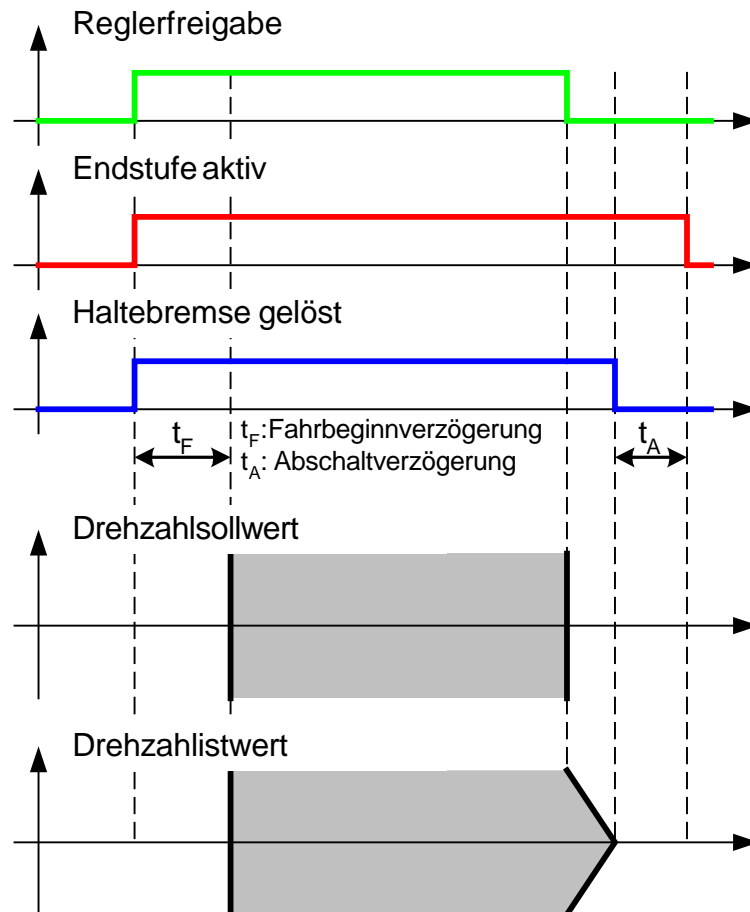 Reglerfreigabe
Endstufe aktiv
Haltebremse gelöst
tF
tF:Fahrbeginnverzögerung
tA: Abschaltverzögerung
tA
Drehzahlsollwert
Drehzahlistwert